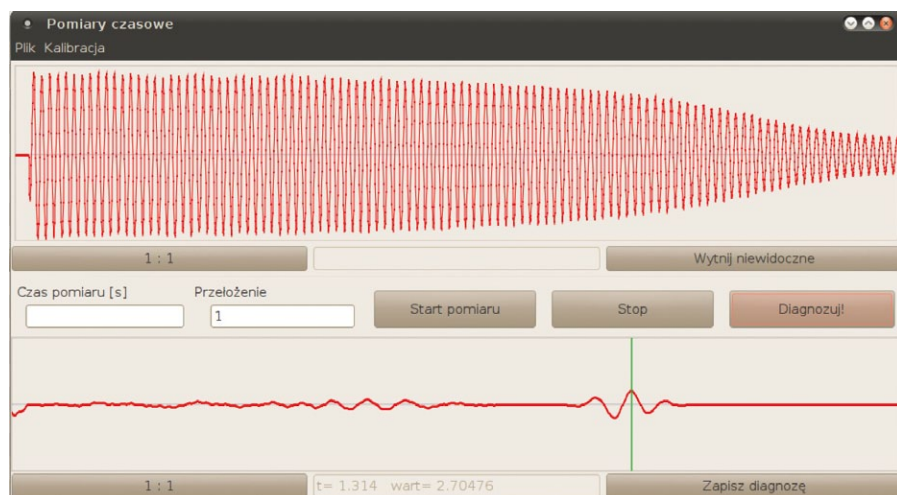 Pomiary czasowe
Plik Kalibracja
1 : 1
Wytnij niewidoczne
Czas pomiaru [s]
Przełożenie
1
Start pomiaru
Stop
Diagnozuj!
1 : 1
t= 1.314 wart= 2.70476
Zapisz diagnozę